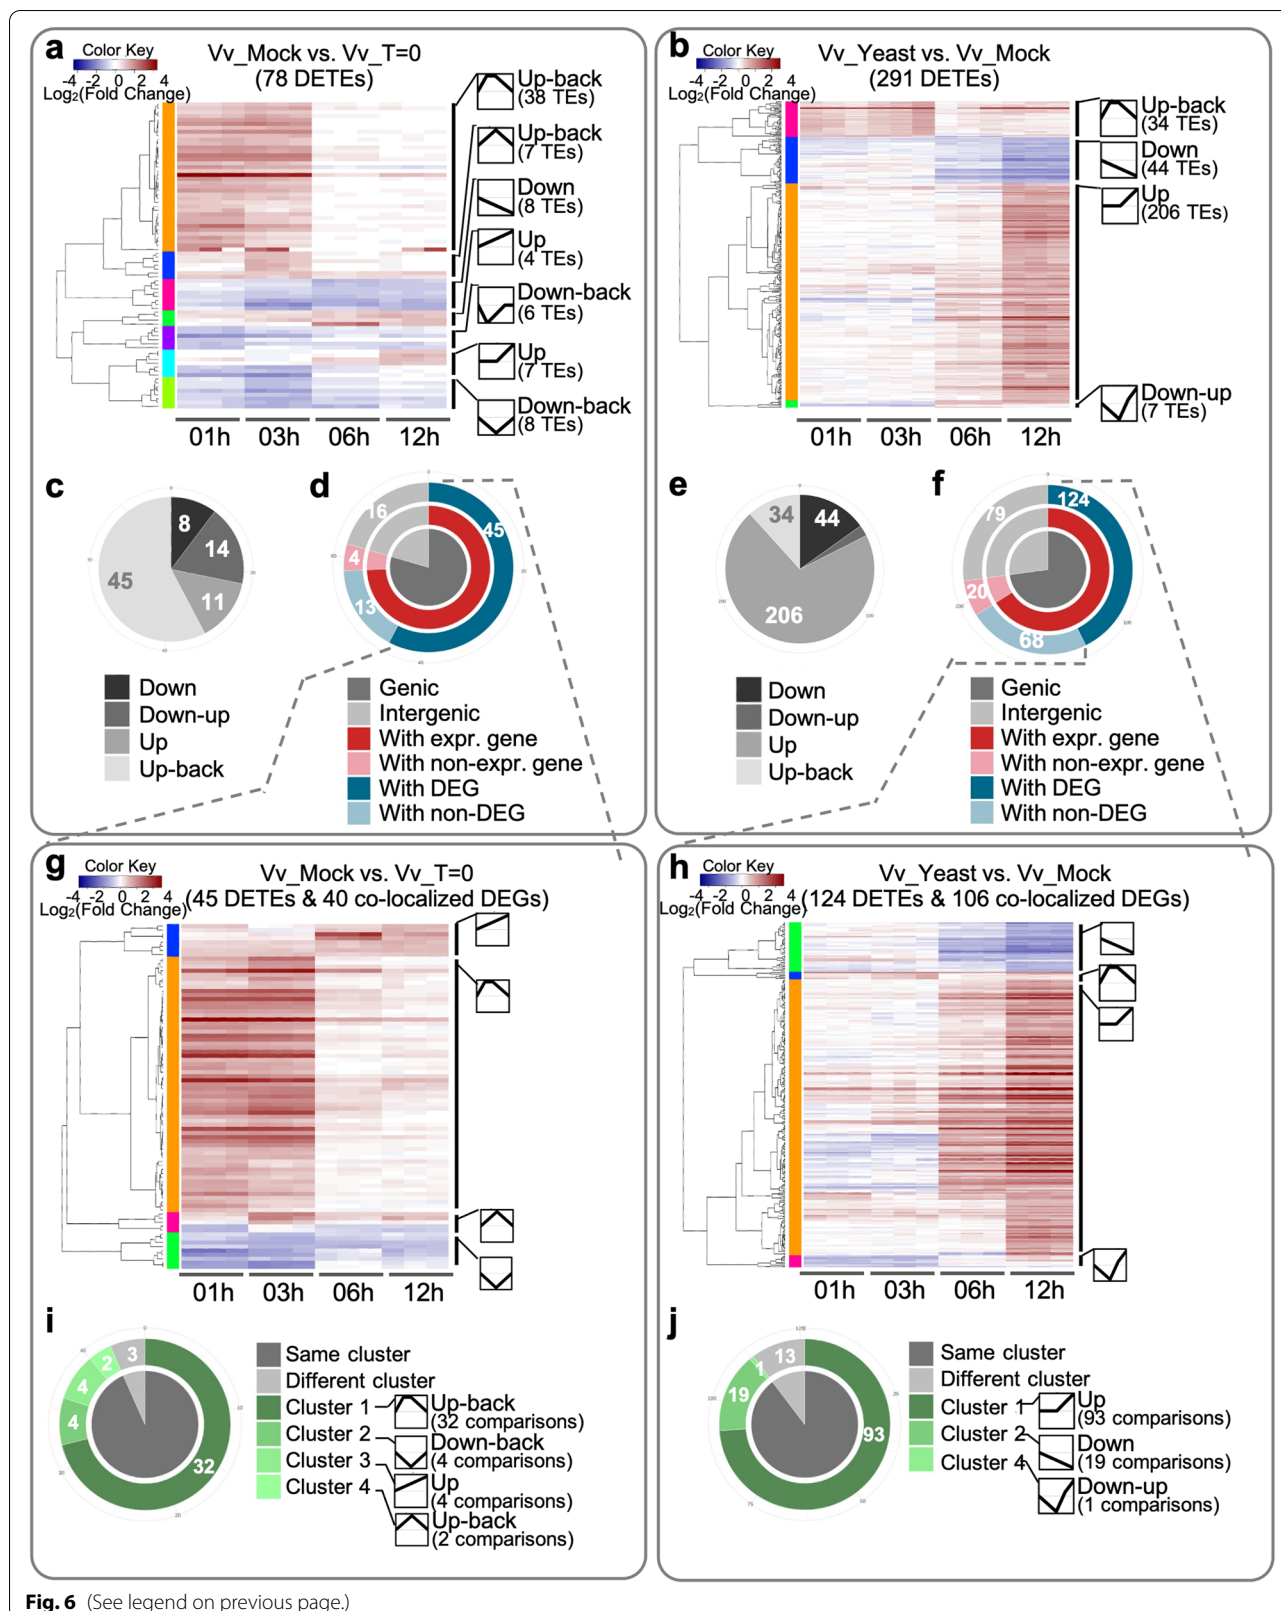 a
Color Key
-4 -2 0 2 4
Log2(Fold Change)
Vv_Mock vs. Vv_T=0
(78 DETEs)
Up-back
(38 TEs)
Up-back
(7 TEs)
Down
(8 TEs)
Up
(4 TEs)
Down-back
(6 TEs)
Up
(7 TEs)
Down-back
(8 TEs)
01h 03h 06h 12h
b
Color Key
-4 -2 0 2 4
Log2(Fold Change)
Vv_Yeast vs. Vv_Mock
(291 DETEs)
Up-back
(34 TEs)
Down
(44 TEs)
Up
(206 TEs)
Down-up
(7 TEs)
01h 03h 06h 12h
c
8
14
11
45
Down
Down-up
Up
Up-back
d
16
4
13
45
Genic
Intergenic
With expr. gene
With non-expr. gene
With DEG
With non-DEG
e
34
44
206
Down
Down-up
Up
Up-back
f
124
79
20
68
Genic
Intergenic
With expr. gene
With non-expr. gene
With DEG
With non-DEG
g
Color Key
-4 -2 0 2 4
Log2(Fold Change)
Vv_Mock vs. Vv_T=0
(45 DETEs & 40 co-localized DEGs)
01h 03h 06h 12h
h
Color Key
-4 -2 0 2 4
Log2(Fold Change)
Vv_Yeast vs. Vv_Mock
(124 DETEs & 106 co-localized DEGs)
01h 03h 06h 12h
i
3
2
4
4
32
Same cluster
Different cluster
Cluster 1
Cluster 2
Cluster 3
Cluster 4
Up-back
(32 comparisons)
Down-back
(4 comparisons)
Up
(4 comparisons)
Up-back
(2 comparisons)
j
13
1
19
93
Same cluster
Different cluster
Cluster 1
Cluster 2
Cluster 4
Up
(93 comparisons)
Down
(19 comparisons)
Down-up
(1 comparisons)
Fig. 6 (See legend on previous page.)